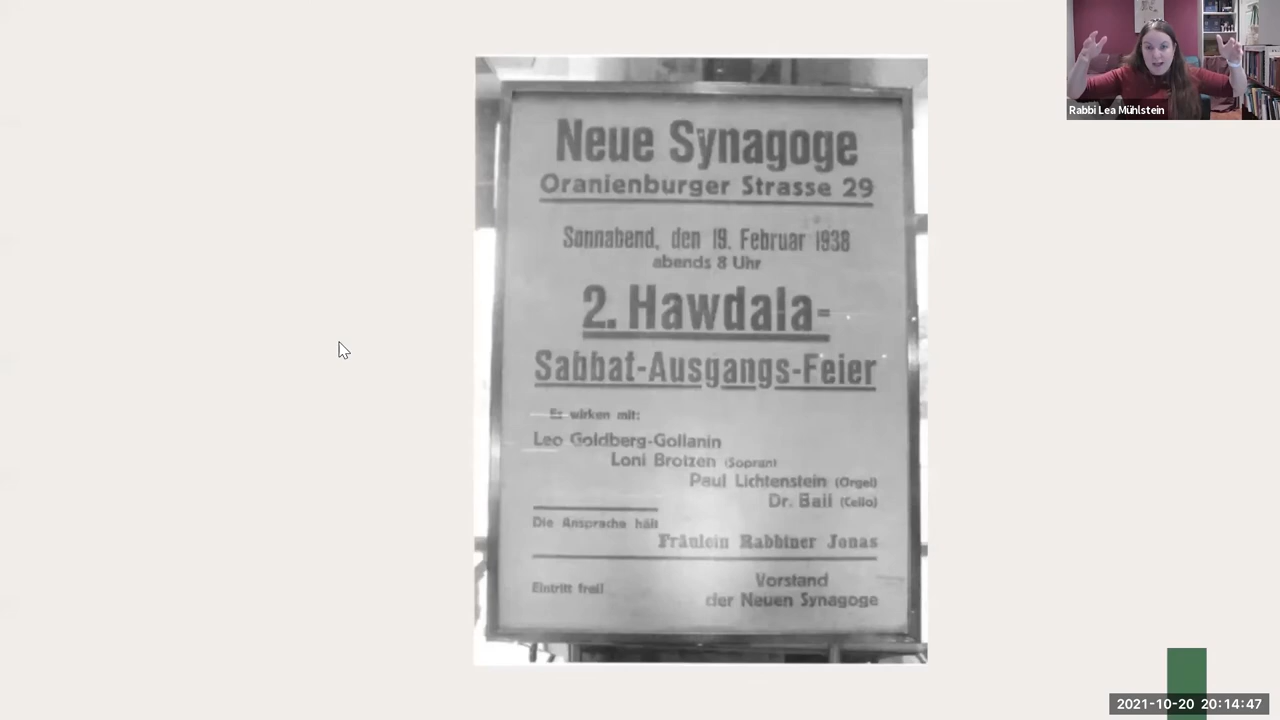 Neue Synagoge
Oranienburger Strasse 29
Sonnabend, den 19. Februar 1938
abends 8 Uhr
2. Hawdala-
Sabbat-Ausgangs-Feier
Es wirken mit:
Leo Goldberg-Gollanin
Loni Brotzen (Sopran)
Paul Lichtenstein (Orgel)
Dr. Ball (Cello)
Die Ansprache hält
Fräulein Rabbiner Jonas
Eintritt frei!
Vorstand
der Neuen Synagoge
Rabbi Lea Mühlstein
2021-10-20 20:14:47